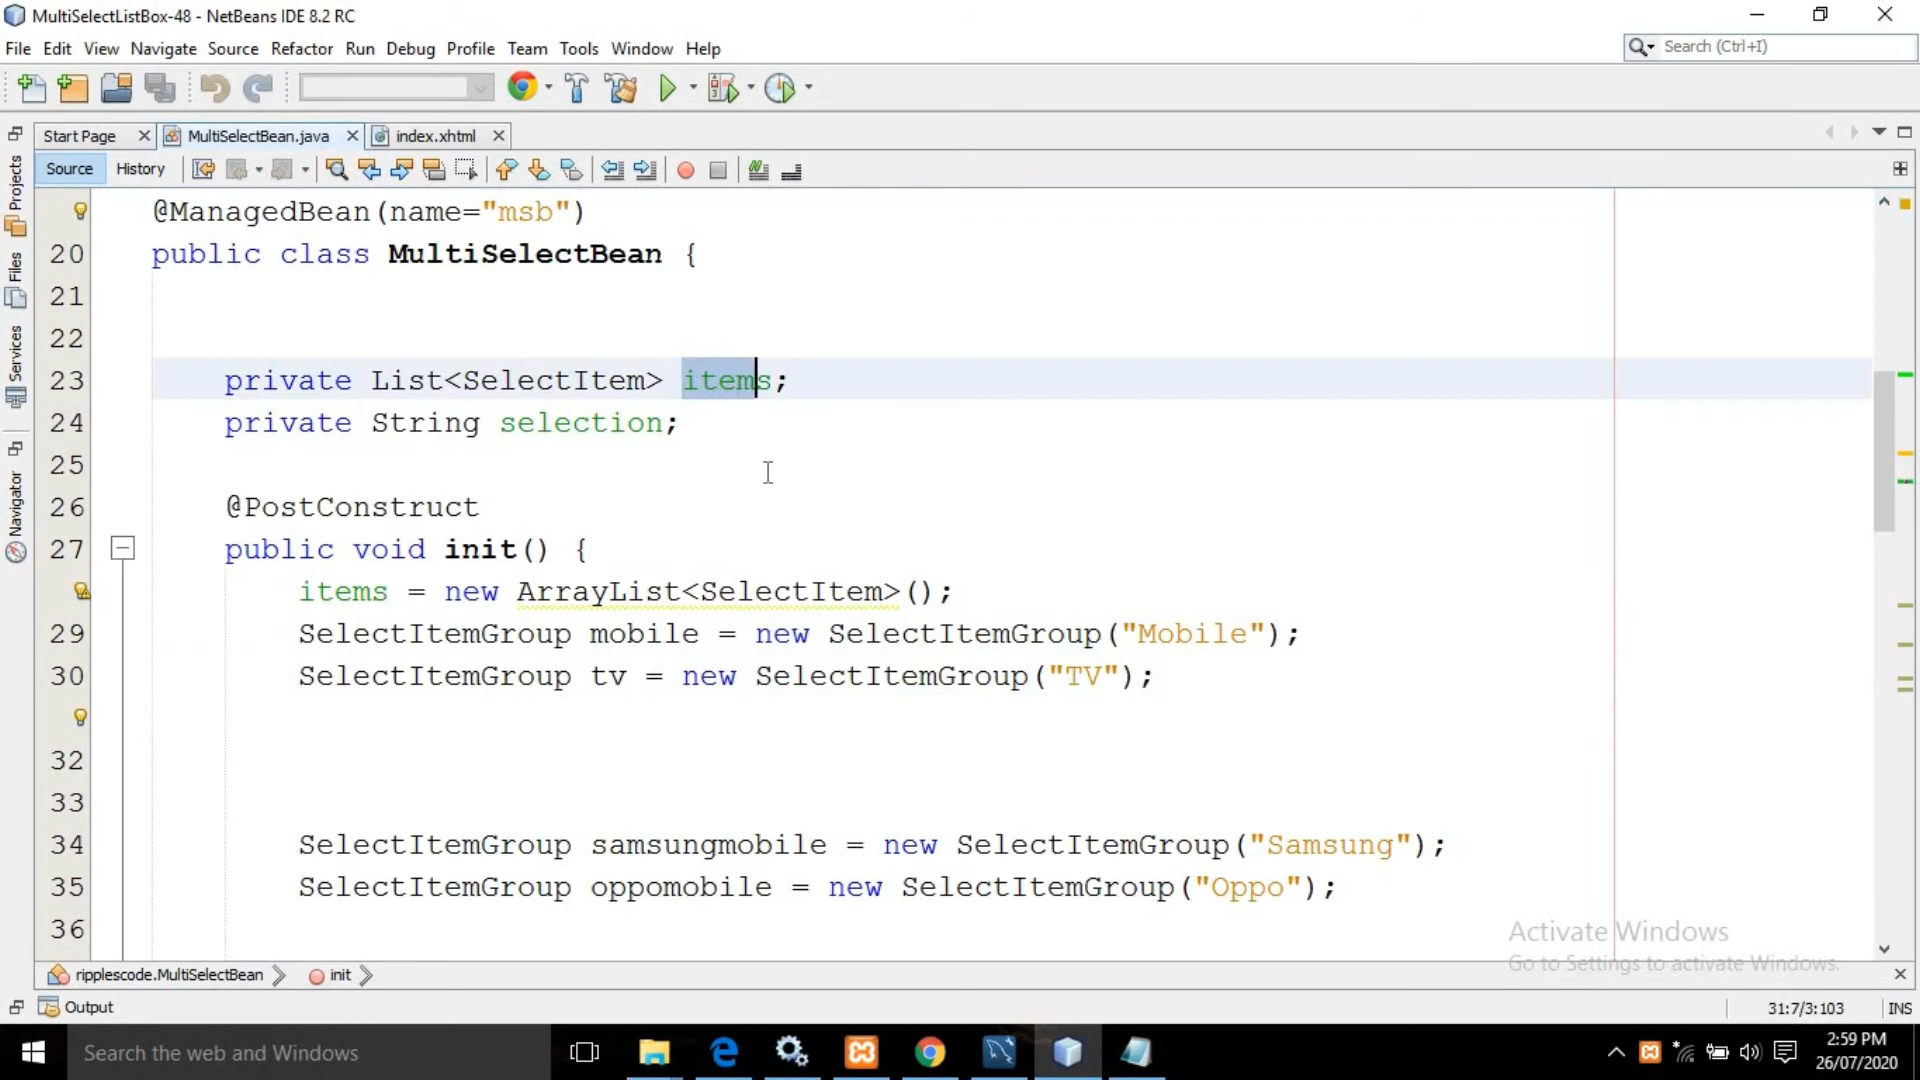 MultiSelectListBox-48 - NetBeans IDE 8.2 RC
File Edit View Navigate Source Refactor Run Debug Profile Team Tools Window Help
Search (Ctrl+I)
Start Page MultiSelectBean.java index.xhtml
Source History
Projects
Files
Services
Navigator
@ManagedBean(name="msb")
20 public class MultiSelectBean {
21
22
23 private List<SelectItem> items;
24 private String selection;
25
26 @PostConstruct
27 public void init() {
items = new ArrayList<SelectItem>();
29 SelectItemGroup mobile = new SelectItemGroup("Mobile");
30 SelectItemGroup tv = new SelectItemGroup("TV");
32
33
34 SelectItemGroup samsungmobile = new SelectItemGroup("Samsung");
35 SelectItemGroup oppomobile = new SelectItemGroup("Oppo");
36
Activate Windows
Go to Settings to activate Windows.
ripplescode.MultiSelectBean init
Output
31:7/3:103 INS
Search the web and Windows
2:59 PM
26/07/2020